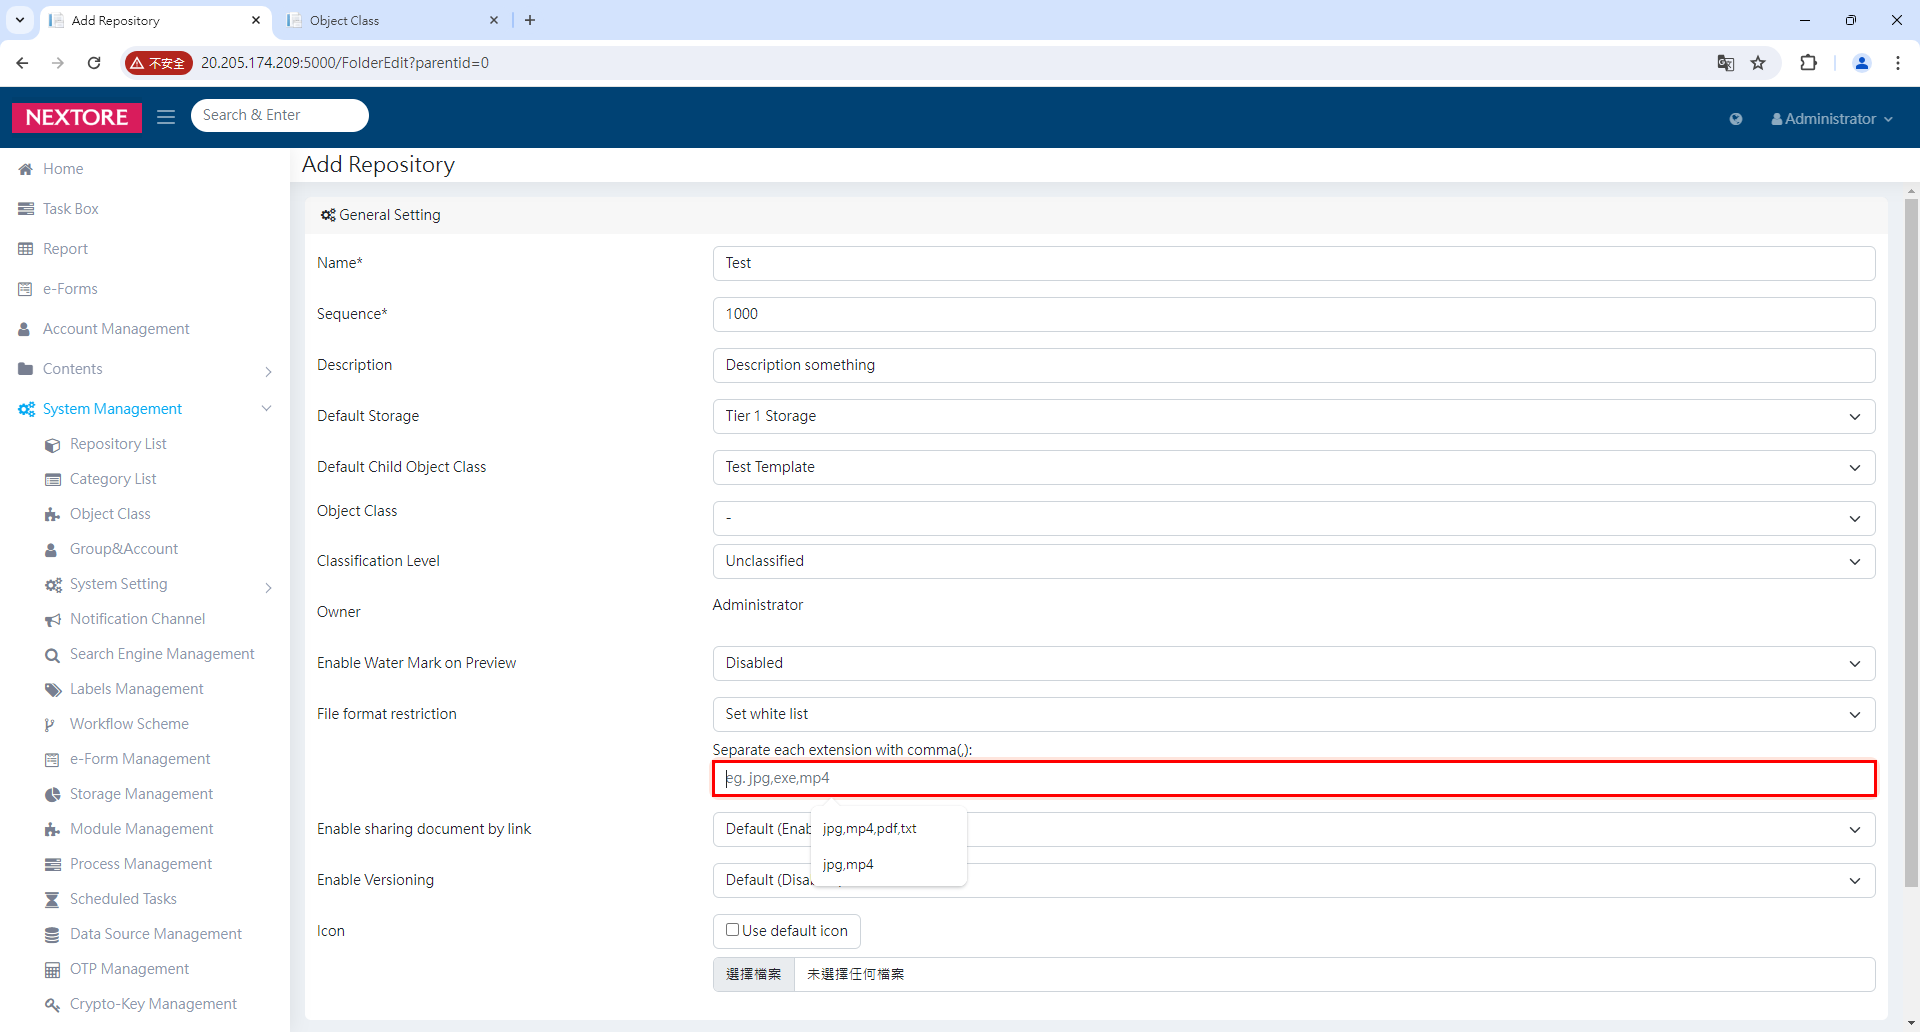 Add Repository
Object Class
不安全
20.205.174.209:5000/FolderEdit?parentid=0
NEXTORE
Search & Enter
Administrator
Home
Task Box
Report
e-Forms
Account Management
Contents
System Management
Repository List
Category List
Object Class
Group&Account
System Setting
Notification Channel
Search Engine Management
Labels Management
Workflow Scheme
e-Form Management
Storage Management
Module Management
Process Management
Scheduled Tasks
Data Source Management
OTP Management
Crypto-Key Management
Add Repository
General Setting
Name*
Test
Sequence*
1000
Description
Description something
Default Storage
Tier 1 Storage
Default Child Object Class
Test Template
Object Class
-
Classification Level
Unclassified
Owner
Administrator
Enable Water Mark on Preview
Disabled
File format restriction
Set white list
Separate each extension with comma(,):
eg. jpg,exe,mp4
jpg,mp4,pdf,txt
jpg,mp4
Enable sharing document by link
Default (Enab
Enable Versioning
Default (Disa
Icon
Use default icon
選擇檔案
未選擇任何檔案